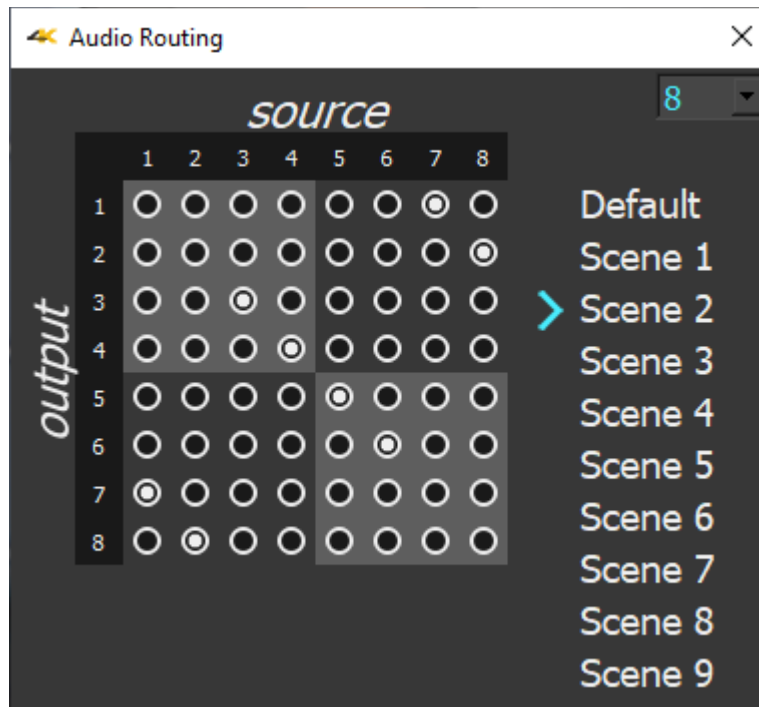 4K Audio Routing
8
source
1 2 3 4 5 6 7 8
output
1
2
3
4
5
6
7
8
Default
Scene 1
Scene 2
Scene 3
Scene 4
Scene 5
Scene 6
Scene 7
Scene 8
Scene 9